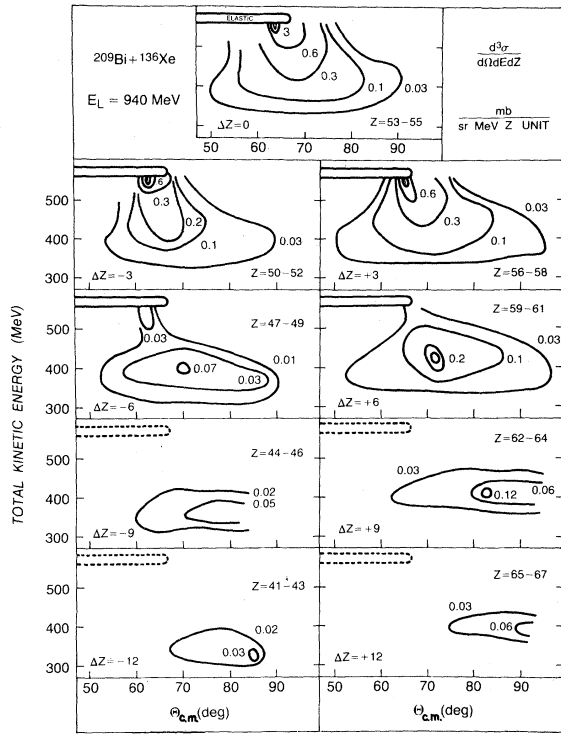 ELASTIC
3
0.6
0.3
0.1
0.03
ΔZ=0
Z=53-55
²⁰⁹Bi+¹³⁶Xe
E_L = 940 MeV
d³σ
dΩdEdZ
mb
sr MeV Z UNIT
50 60 70 80 90
TOTAL KINETIC ENERGY (MeV)
500
400
300
6
0.3
0.2
0.1
0.03
ΔZ=-3
Z=50-52
0.6
0.3
0.1
0.03
ΔZ=+3
Z=56-58
500
400
300
0.03
0.07
0.03
0.01
ΔZ=-6
Z=47-49
0.2
0.1
0.03
ΔZ=+6
Z=59-61
500
400
300
Z=44-46
0.02
0.05
ΔZ=-9
Z=62-64
0.03
0.06
0.12
ΔZ=+9
500
400
300
Z=41-43
0.02
0.03
ΔZ=-12
Z=65-67
0.03
0.06
ΔZ=+12
50 60 70 80 90
50 60 70 80 90
Θc.m.(deg)
Θc.m.(deg)